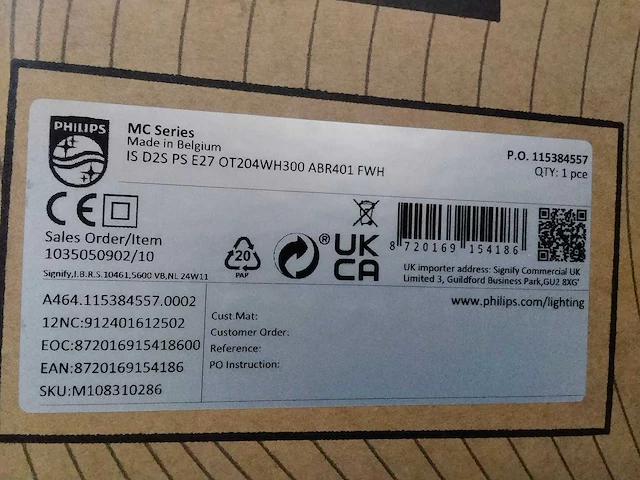 PHILIPS
MC Series
Made in Belgium
IS D2S PS E27 OT204WH300 ABR401 FWH
P.O. 115384557
QTY: 1 pce
CE
Sales Order/Item
1035050902/10
Signify,I.B.R.S.10461,5600 VB,NL 24W11
20
PAP
®
UK
CA
8 720169 154186
UK importer address: Signify Commercial UK
Limited 3, Guildford Business Park,GU2 8XG'
A464.115384557.0002
12NC:912401612502
EOC:872016915418600
EAN:8720169154186
SKU:M108310286
Cust.Mat:
Customer Order:
Reference:
PO Instruction:
www.philips.com/lighting